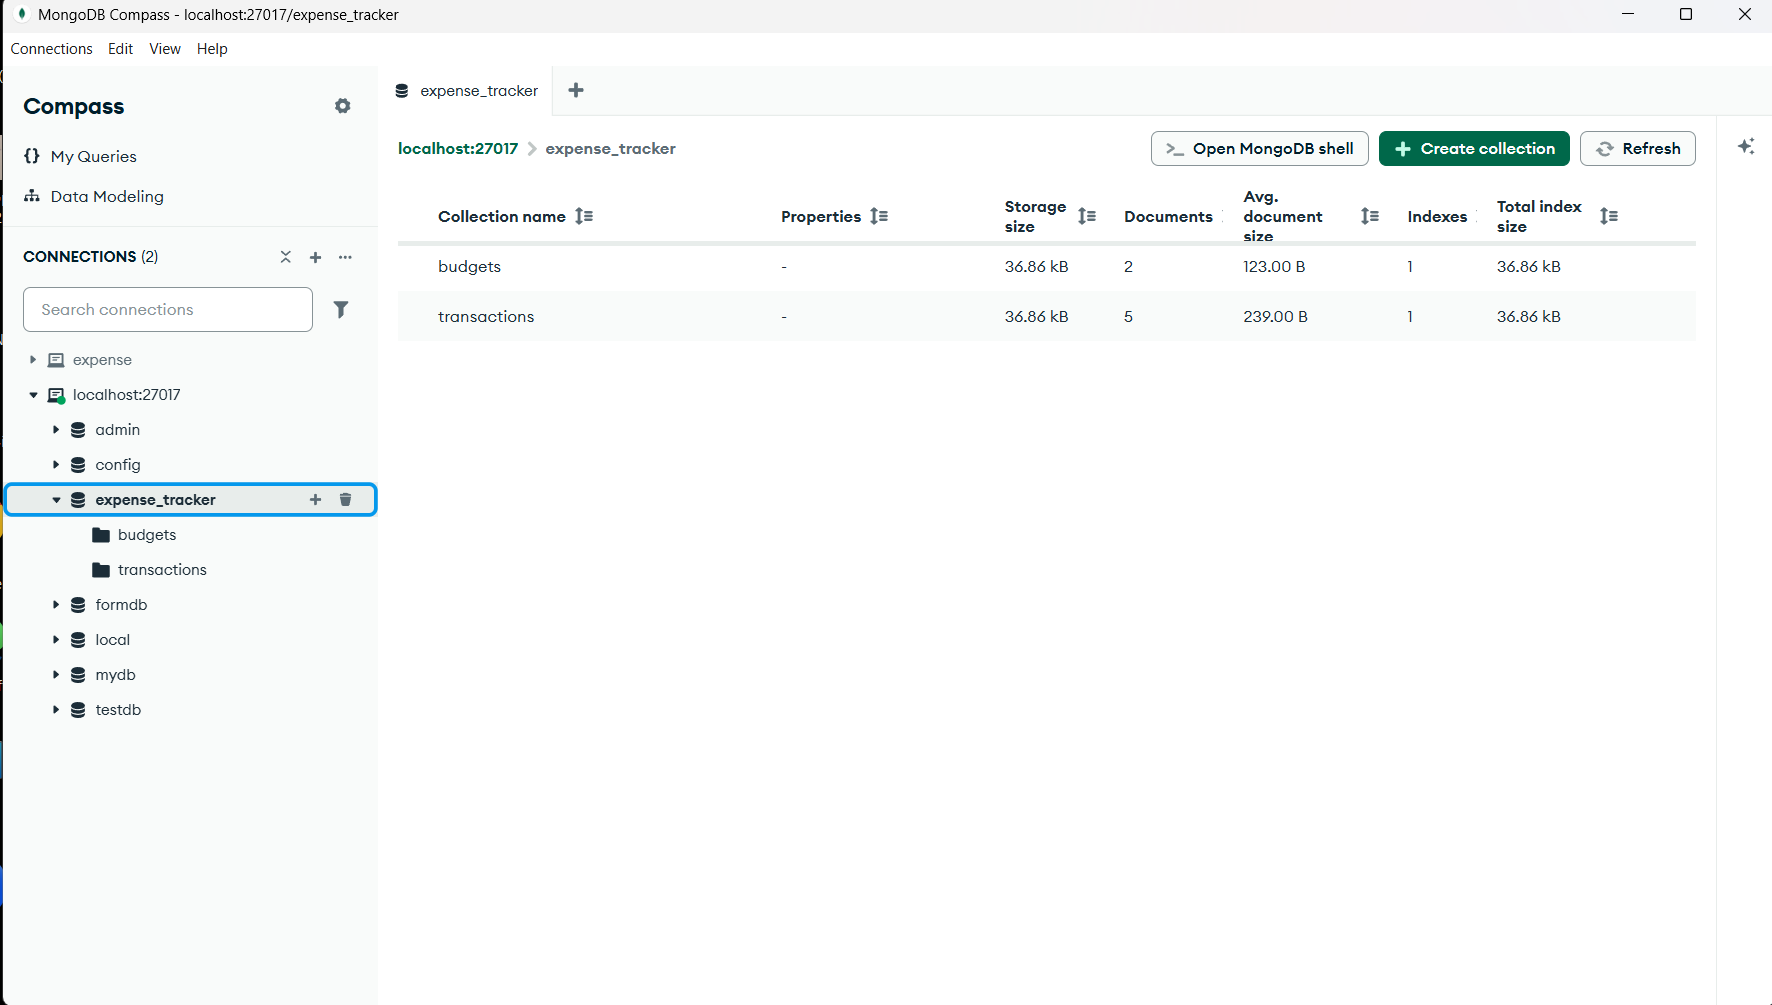 MongoDB Compass - localhost:27017/expense_tracker
Connections Edit View Help
Compass
My Queries
Data Modeling
CONNECTIONS (2)
Search connections
expense
localhost:27017
admin
config
expense_tracker
budgets
transactions
formdb
local
mydb
testdb
expense_tracker
localhost:27017 > expense_tracker
>_ Open MongoDB shell
Create collection
Refresh
Collection name Properties Storage size Documents Avg. document size Indexes Total index size
budgets - 36.86 kB 2 123.00 B 1 36.86 kB
transactions - 36.86 kB 5 239.00 B 1 36.86 kB